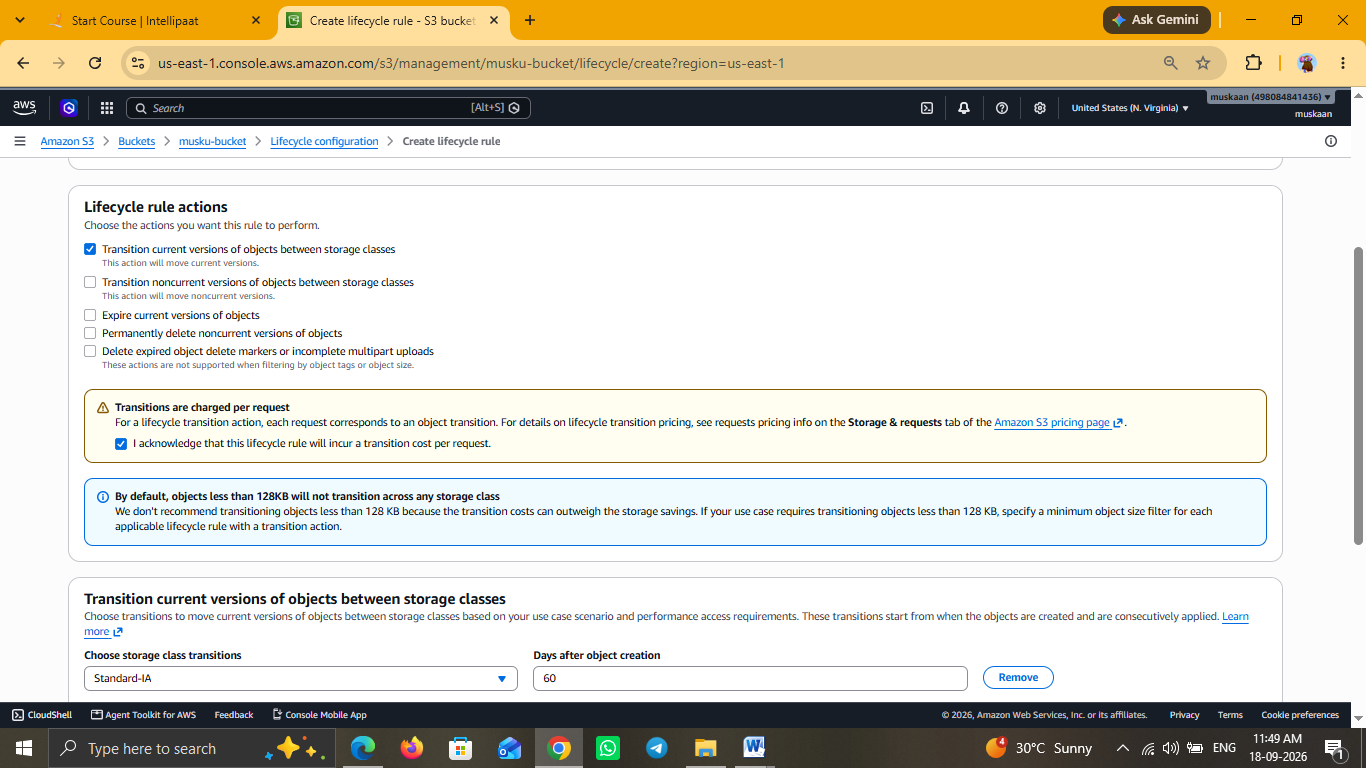 Start Course | Intellipaat
Create lifecycle rule - S3 bucket
Ask Gemini
us-east-1.console.aws.amazon.com/s3/management/musku-bucket/lifecycle/create?region=us-east-1
aws
Search
[Alt+S]
United States (N. Virginia)
muskaan (498084841436)
muskaan
Amazon S3
Buckets
musku-bucket
Lifecycle configuration
Create lifecycle rule
Lifecycle rule actions
Choose the actions you want this rule to perform.
Transition current versions of objects between storage classes
This action will move current versions.
Transition noncurrent versions of objects between storage classes
This action will move noncurrent versions.
Expire current versions of objects
Permanently delete noncurrent versions of objects
Delete expired object delete markers or incomplete multipart uploads
These actions are not supported when filtering by object tags or object size.
Transitions are charged per request
For a lifecycle transition action, each request corresponds to an object transition. For details on lifecycle transition pricing, see requests pricing info on the Storage & requests tab of the Amazon S3 pricing page.
I acknowledge that this lifecycle rule will incur a transition cost per request.
By default, objects less than 128KB will not transition across any storage class
We don't recommend transitioning objects less than 128 KB because the transition costs can outweigh the storage savings. If your use case requires transitioning objects less than 128 KB, specify a minimum object size filter for each
applicable lifecycle rule with a transition action.
Transition current versions of objects between storage classes
Choose transitions to move current versions of objects between storage classes based on your use case scenario and performance access requirements. These transitions start from when the objects are created and are consecutively applied. Learn
more
Choose storage class transitions
Days after object creation
Standard-IA
60
Remove
CloudShell
Agent Toolkit for AWS
Feedback
Console Mobile App
© 2026, Amazon Web Services, Inc. or its affiliates.
Privacy
Terms
Cookie preferences
Type here to search
4
30°C Sunny
ENG
11:49 AM
18-09-2026
1